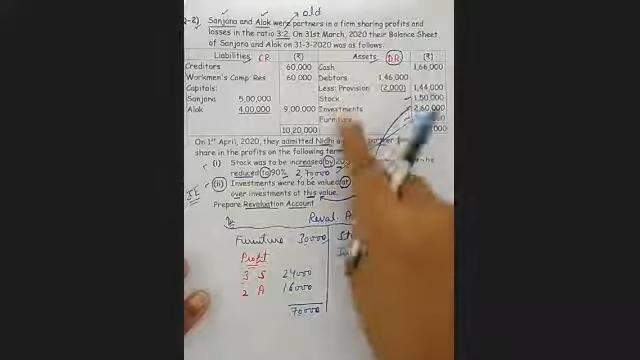 old
Q-2) Sanjana and Alok were partners in a firm sharing profits and
losses in the ratio 3:2. On 31st March, 2020 their Balance Sheet
of Sanjana and Alok on 31-3-2020 was as follows:
Liabilities CR (₹) Assets DR (₹)
Creditors 60,000 Cash 1,66,000
Workmen's Comp: Res 60,000 Debtors 1,46,000
Capitals: Less: Provision (2,000) 1,44,000
Sanjana 5,00,000 Stock 1,50,000
Alok 4,00,000 9,00,000 Investments 2,60,000
Furniture
10,20,000
On 1st April, 2020, they admitted Nidhi
share in the profits on the following
(i) Stock was to be increased by 20%
reduced to 90% 2,70000
JE (ii) Investments were to be valued at
over investments at this value.
Prepare Revaluation Account
Reval. A
Furniture 30000
Profit
3 S 24000
2 A 16000
70000